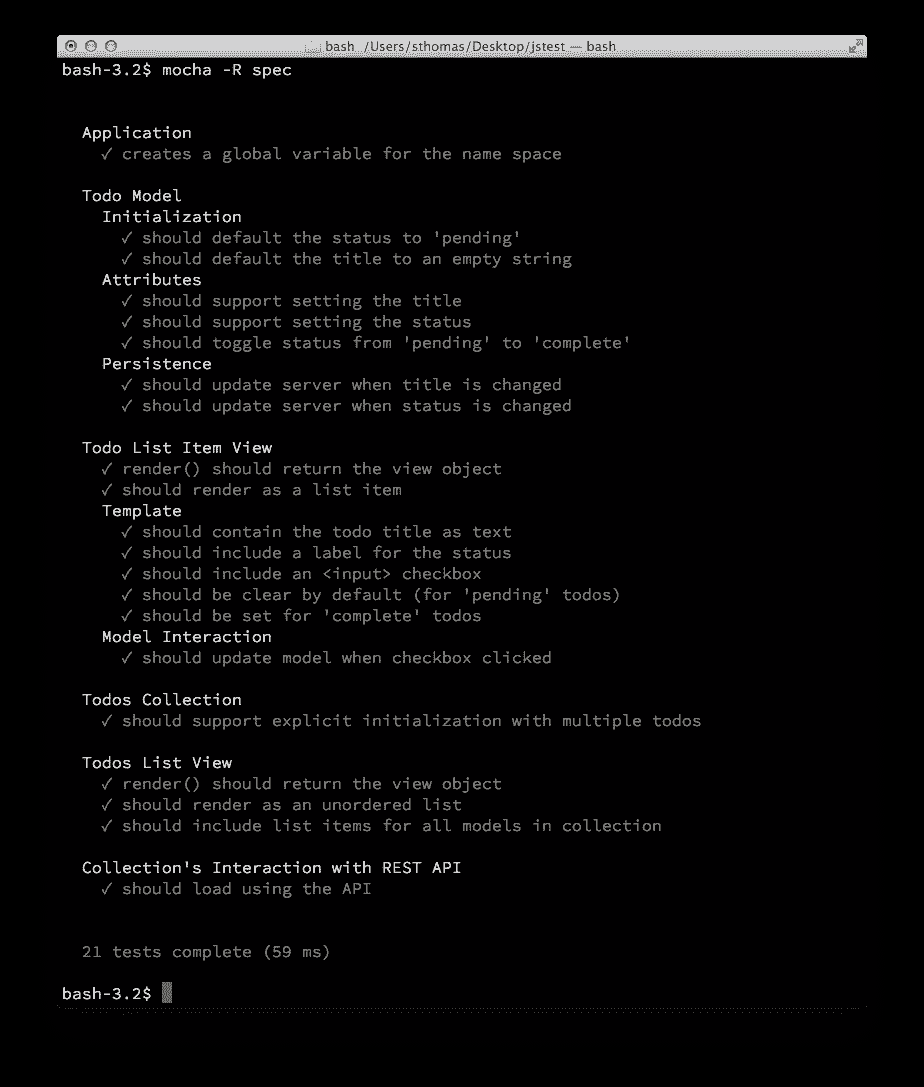 bash /Users/sthomas/Desktop/jstest — bash
bash-3.2$ mocha -R spec
Application
✓ creates a global variable for the name space
Todo Model
Initialization
✓ should default the status to 'pending'
✓ should default the title to an empty string
Attributes
✓ should support setting the title
✓ should support setting the status
✓ should toggle status from 'pending' to 'complete'
Persistence
✓ should update server when title is changed
✓ should update server when status is changed
Todo List Item View
✓ render() should return the view object
✓ should render as a list item
Template
✓ should contain the todo title as text
✓ should include a label for the status
✓ should include an <input> checkbox
✓ should be clear by default (for 'pending' todos)
✓ should be set for 'complete' todos
Model Interaction
✓ should update model when checkbox clicked
Todos Collection
✓ should support explicit initialization with multiple todos
Todos List View
✓ render() should return the view object
✓ should render as an unordered list
✓ should include list items for all models in collection
Collection's Interaction with REST API
✓ should load using the API
21 tests complete (59 ms)
bash-3.2$